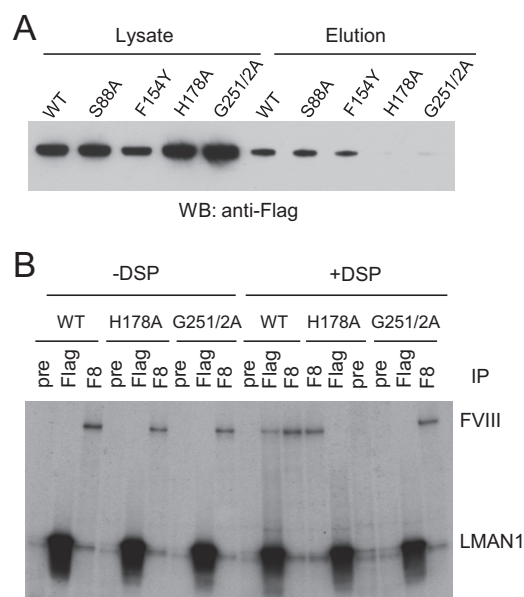 A
Lysate Elution
WT S88A F154Y H178A G251/2A WT S88A F154Y H178A G251/2A
WB: anti-Flag
B
-DSP +DSP
WT H178A G251/2A WT H178A G251/2A
pre Flag F8 pre Flag F8 pre Flag F8 pre Flag F8 F8 Flag pre pre Flag F8 IP
FVIII
LMAN1